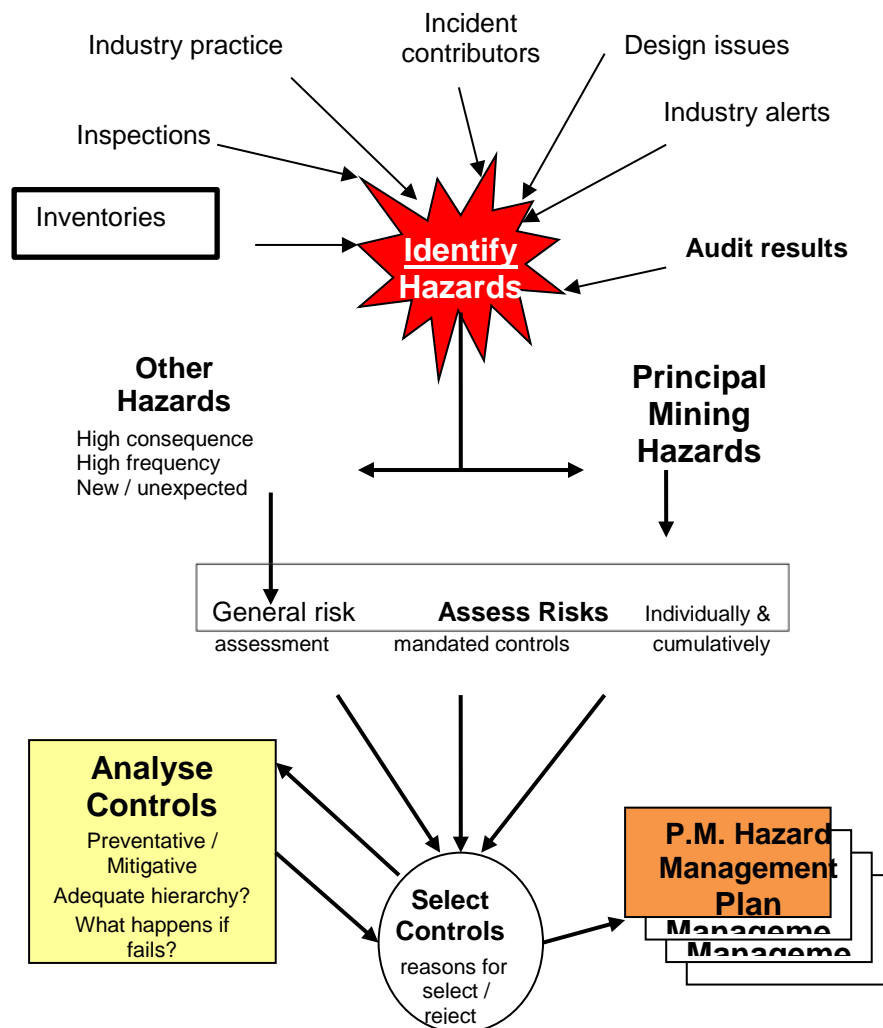 Industry practice
Incident
contributors
Design issues
Inspections
Industry alerts
Inventories
Identify
Hazards
Audit results
Other
Hazards
High consequence
High frequency
New / unexpected
Principal
Mining
Hazards
General risk
assessment
Assess Risks
mandated controls
Individually &
cumulatively
Analyse
Controls
Preventative /
Mitigative
Adequate hierarchy?
What happens if
fails?
Select
Controls
reasons for
select /
reject
P.M. Hazard
Management
Plan
Manageme
Manageme